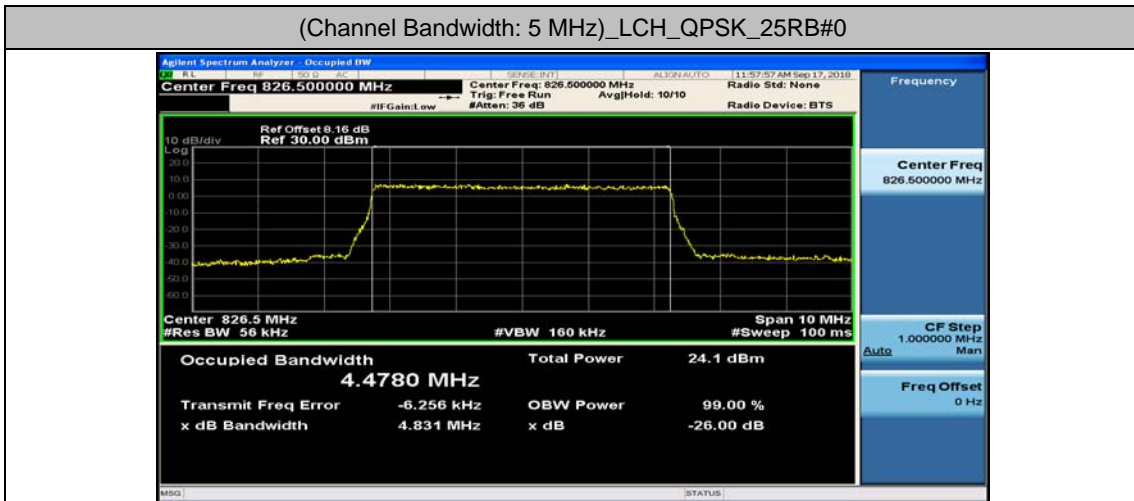 (Channel Bandwidth: 5 MHz)_LCH_QPSK_25RB#0
Agilent Spectrum Analyzer - Occupied BW
RL RF 50 Ω AC SENSE:INT ALIGN AUTO 11:57:57 AM Sep 17, 2018
Center Freq 826.500000 MHz
Center Freq: 826.500000 MHz
Radio Std: None
Trig: Free Run Avg|Hold: 10/10
#IFGain:Low #Atten: 36 dB Radio Device: BTS
Ref Offset 8.16 dB
10 dB/div Ref 30.00 dBm
Log
20.0
10.0
0.00
-10.0
-20.0
-30.0
-40.0
-50.0
-60.0
Center 826.5 MHz Span 10 MHz
#Res BW 56 kHz #VBW 160 kHz #Sweep 100 ms
Occupied Bandwidth Total Power 24.1 dBm
4.4780 MHz
Transmit Freq Error -6.256 kHz OBW Power 99.00 %
x dB Bandwidth 4.831 MHz x dB -26.00 dB
MSG STATUS
Frequency
Center Freq
826.500000 MHz
CF Step
1.000000 MHz
Auto Man
Freq Offset
0 Hz